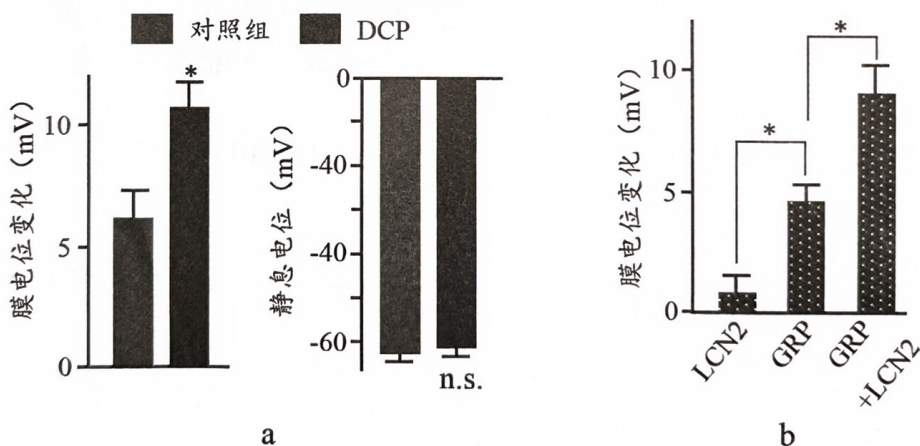 对照组 DCP
膜电位变化（mV）
10
5
0
*
静息电位（mV）
0
-40
-40
-60
n.s.
a
膜电位变化（mV）
10
5
0
*
*
LCN2
GRP
GRP
+LCN2
b